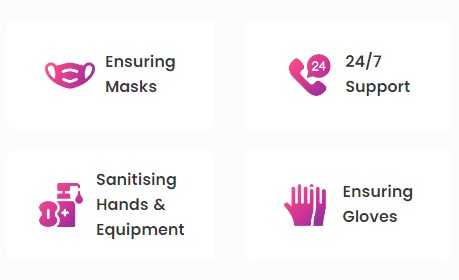 Ensuring
Masks
24
24/7
Support
Sanitising
Hands &
Equipment
Ensuring
Gloves